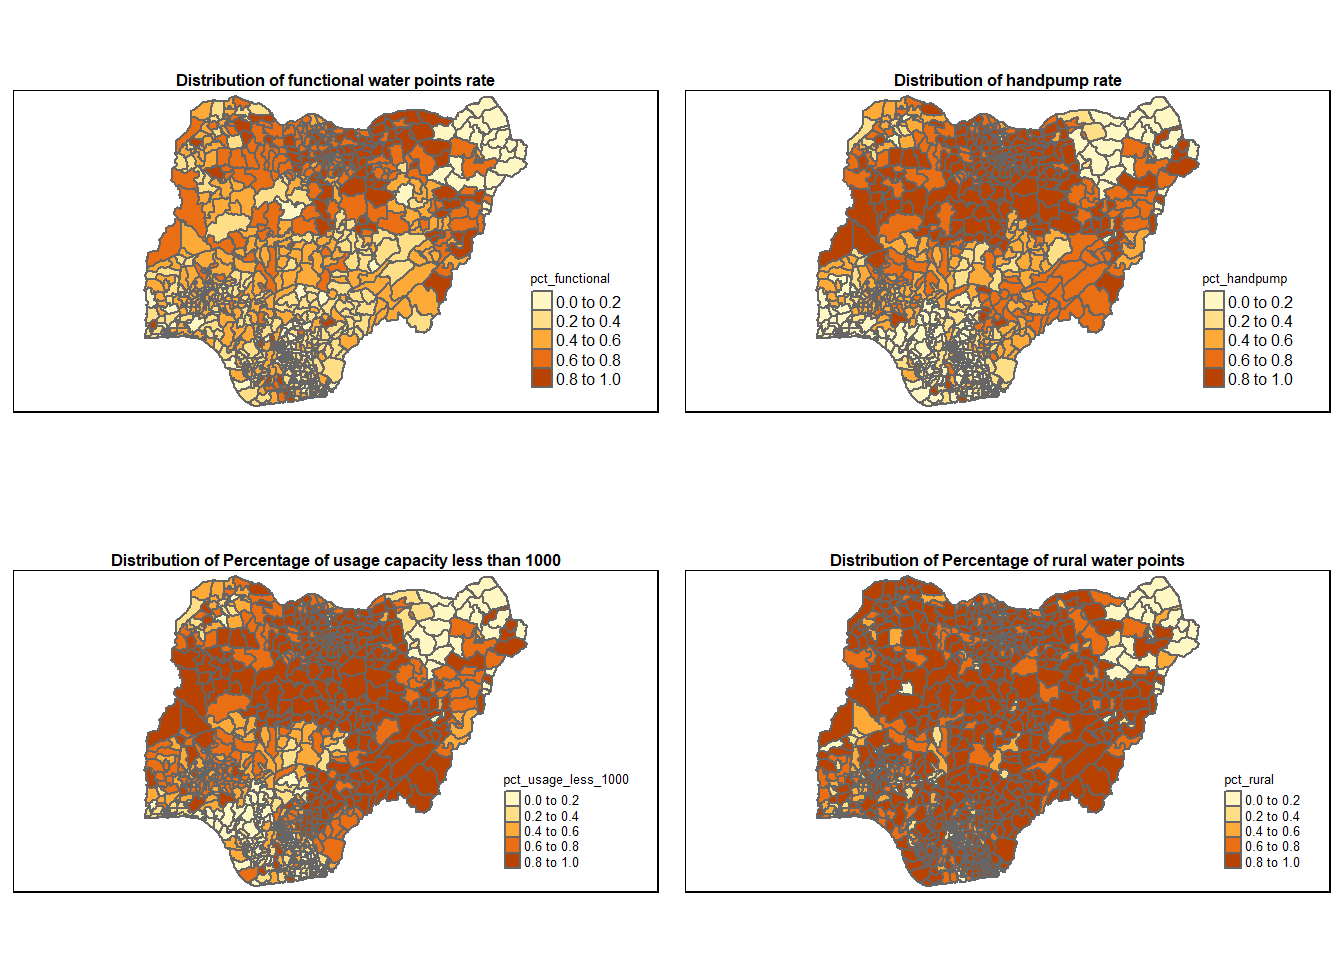 Distribution of functional water points rate
pct_functional
0.0 to 0.2
0.2 to 0.4
0.4 to 0.6
0.6 to 0.8
0.8 to 1.0
Distribution of handpump rate
pct_handpump
0.0 to 0.2
0.2 to 0.4
0.4 to 0.6
0.6 to 0.8
0.8 to 1.0
Distribution of Percentage of usage capacity less than 1000
pct_usage_less_1000
0.0 to 0.2
0.2 to 0.4
0.4 to 0.6
0.6 to 0.8
0.8 to 1.0
Distribution of Percentage of rural water points
pct_rural
0.0 to 0.2
0.2 to 0.4
0.4 to 0.6
0.6 to 0.8
0.8 to 1.0